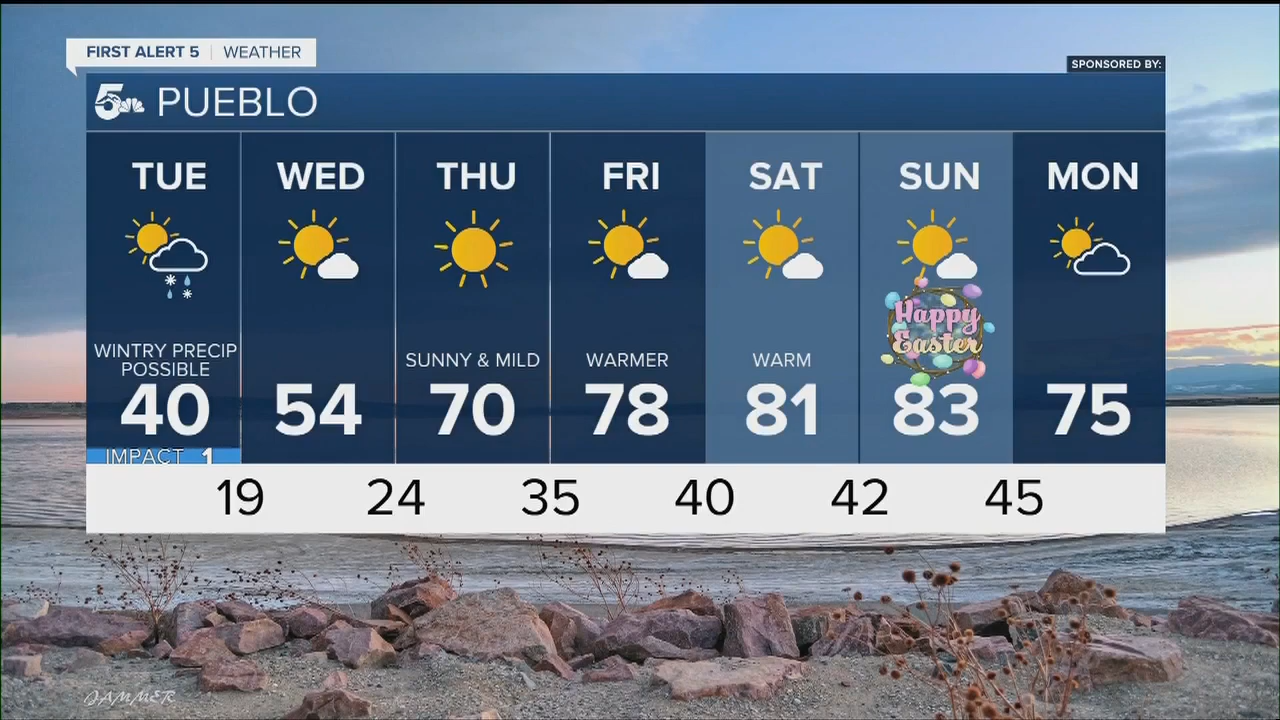 FIRST ALERT 5 | WEATHER
SPONSORED BY:
5 PUEBLO
TUE WED THU FRI SAT SUN MON
Happy
Easter
WINTRY PRECIP
POSSIBLE
SUNNY & MILD WARMER WARM
40 54 70 78 81 83 75
IMPACT 1
19 24 35 40 42 45
JAMMER